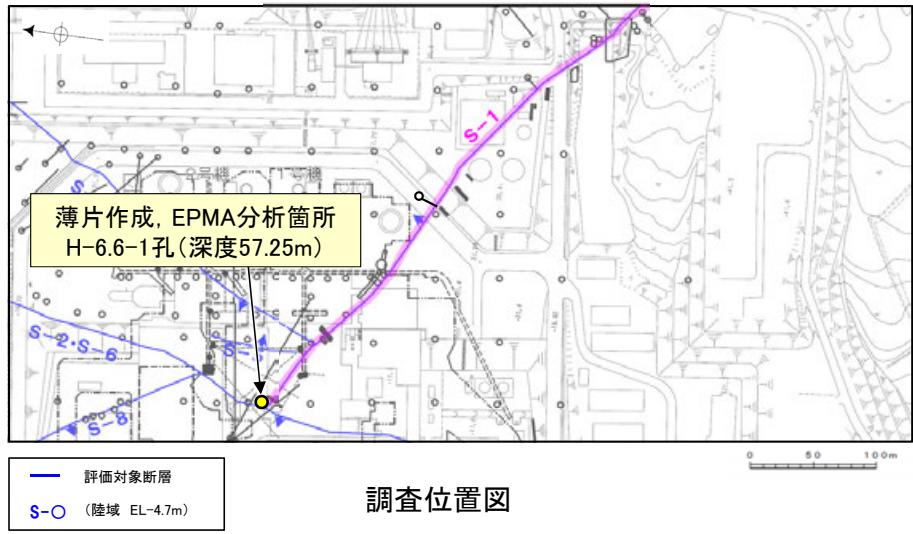 S-1
号機
薄片作成, EPMA分析箇所
H-6.6-1孔(深度57.25m)
S-2・S-6
S-8
0 50 100m
評価対象断層
S-○ (陸域 EL-4.7m)
調査位置図